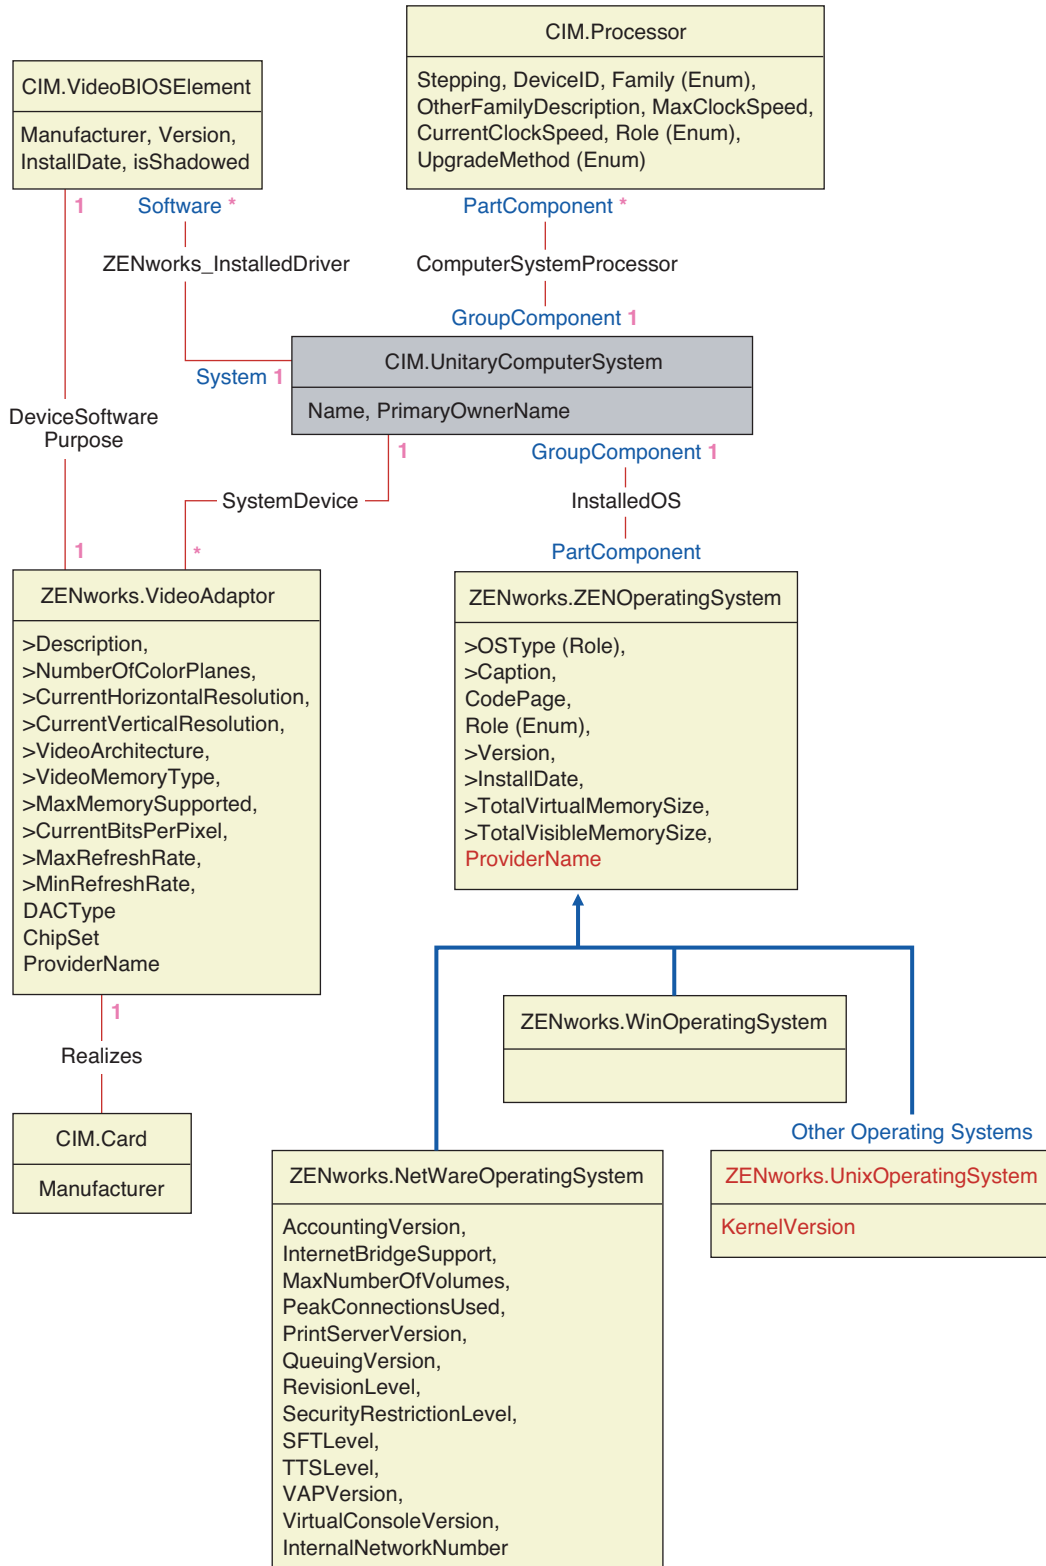 CIM.Processor
Stepping, DeviceID, Family (Enum),
OtherFamilyDescription, MaxClockSpeed,
CurrentClockSpeed, Role (Enum),
UpgradeMethod (Enum)
CIM.VideoBIOSElement
Manufacturer, Version,
InstallDate, isShadowed
1
Software *
PartComponent *
ZENworks_InstalledDriver
ComputerSystemProcessor
GroupComponent 1
CIM.UnitaryComputerSystem
System 1
Name, PrimaryOwnerName
DeviceSoftware
Purpose
1
GroupComponent 1
SystemDevice
InstalledOS
1
*
PartComponent
ZENworks.VideoAdaptor
>Description,
>NumberOfColorPlanes,
>CurrentHorizontalResolution,
>CurrentVerticalResolution,
>VideoArchitecture,
>VideoMemoryType,
>MaxMemorySupported,
>CurrentBitsPerPixel,
>MaxRefreshRate,
>MinRefreshRate,
DACType
ChipSet
ProviderName
ZENworks.ZENOperatingSystem
>OSType (Role),
>Caption,
CodePage,
Role (Enum),
>Version,
>InstallDate,
>TotalVirtualMemorySize,
>TotalVisibleMemorySize,
ProviderName
1
Realizes
CIM.Card
Manufacturer
ZENworks.WinOperatingSystem
Other Operating Systems
ZENworks.NetWareOperatingSystem
AccountingVersion,
InternetBridgeSupport,
MaxNumberOfVolumes,
PeakConnectionsUsed,
PrintServerVersion,
QueuingVersion,
RevisionLevel,
SecurityRestrictionLevel,
SFTLevel,
TTSLevel,
VAPVersion,
VirtualConsoleVersion,
InternalNetworkNumber
ZENworks.UnixOperatingSystem
KernelVersion